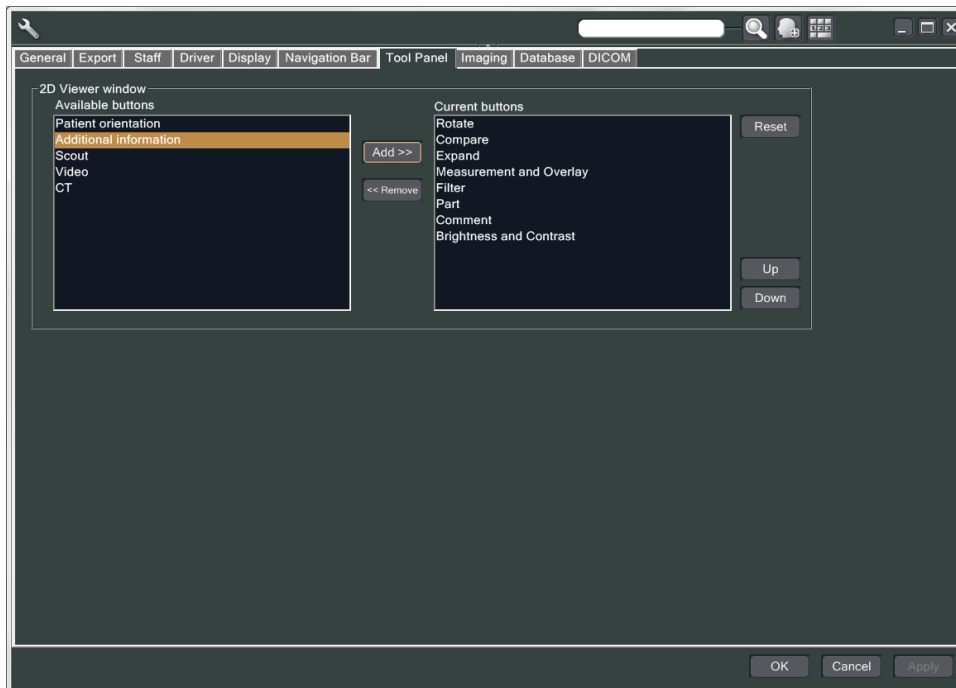 General Export Staff Driver Display Navigation Bar Tool Panel Imaging Database DICOM
2D Viewer window
Available buttons
Patient orientation
Additional information
Scout
Video
CT
Add >>
<< Remove
Current buttons
Rotate
Compare
Expand
Measurement and Overlay
Filter
Part
Comment
Brightness and Contrast
Reset
Up
Down
OK Cancel Apply